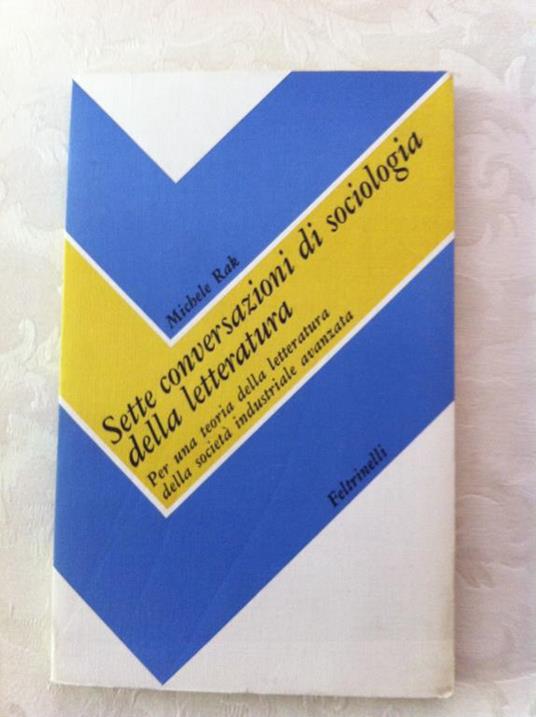 Michele Rak
Sette conversazioni di sociologia
della letteratura
Per una teoria della letteratura
della società industriale avanzata
Feltrinelli